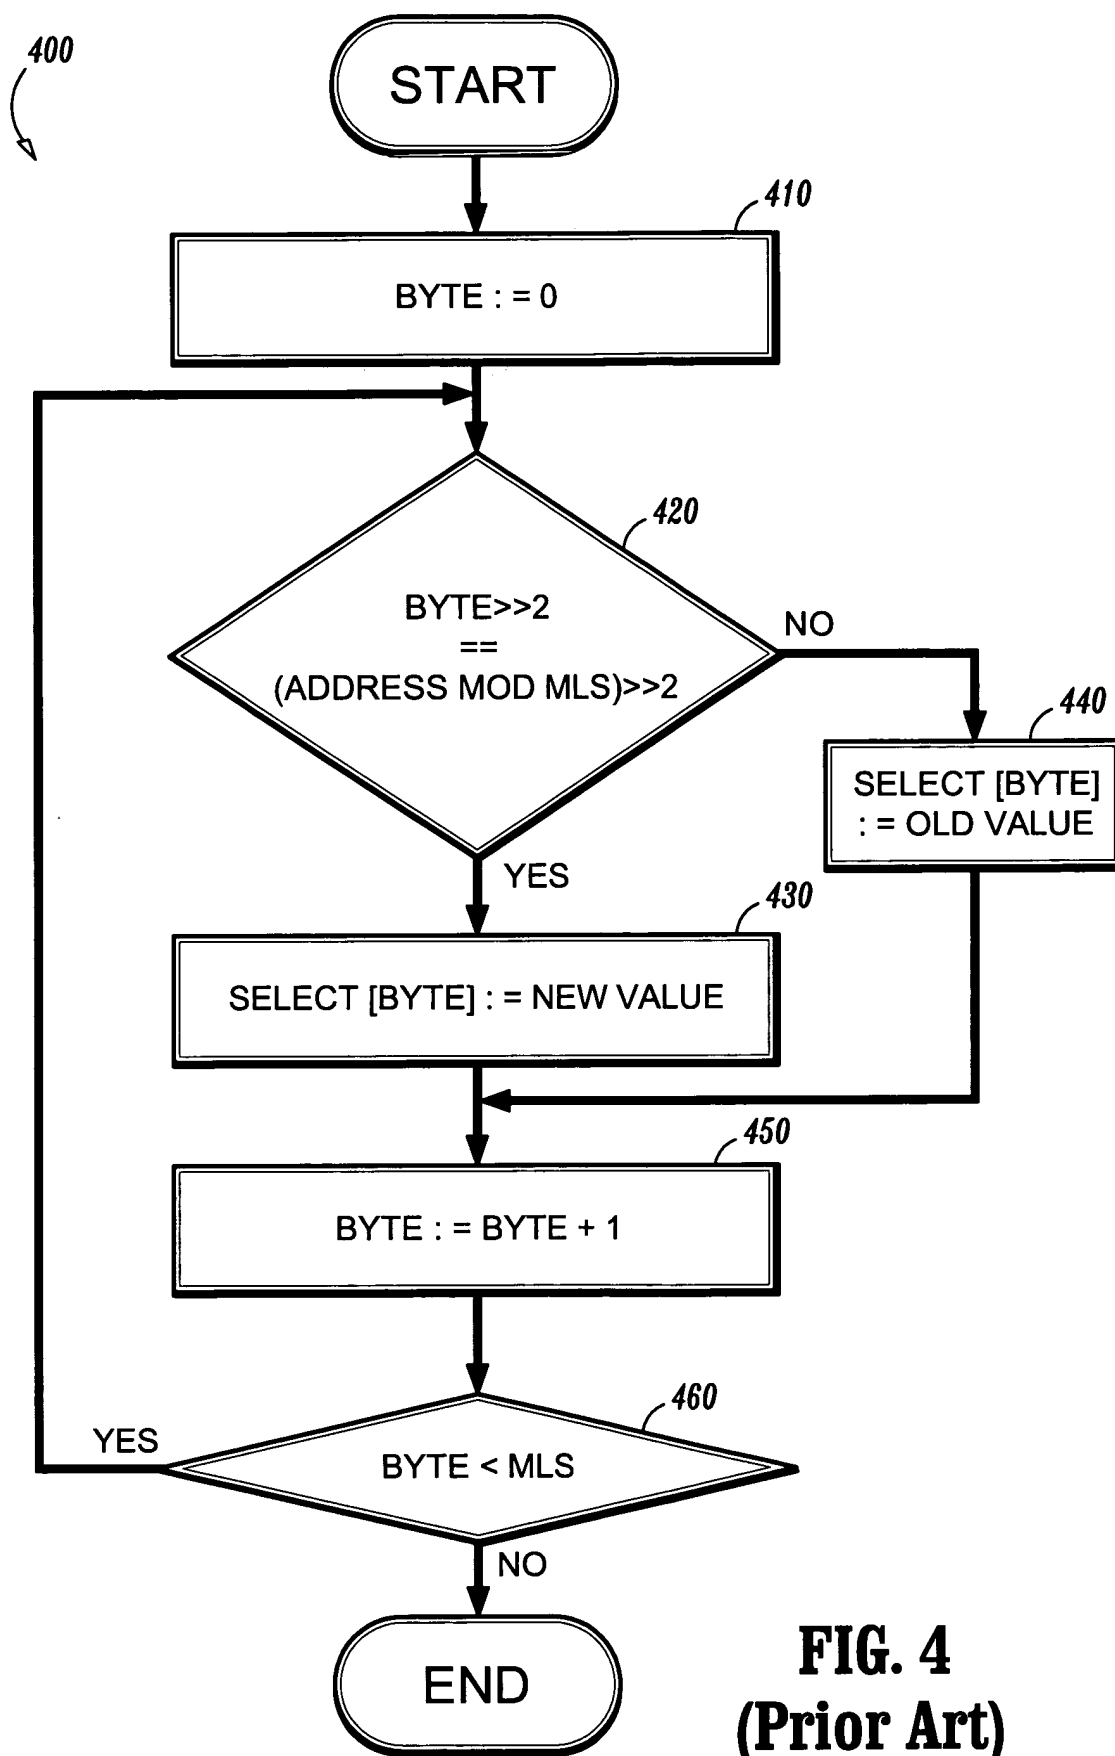 400
START
410
BYTE : = 0
420
BYTE>>2
==
(ADDRESS MOD MLS)>>2
NO
440
SELECT [BYTE]
: = OLD VALUE
YES
430
SELECT [BYTE] : = NEW VALUE
450
BYTE : = BYTE + 1
460
YES
BYTE < MLS
NO
END
FIG. 4
(Prior Art)